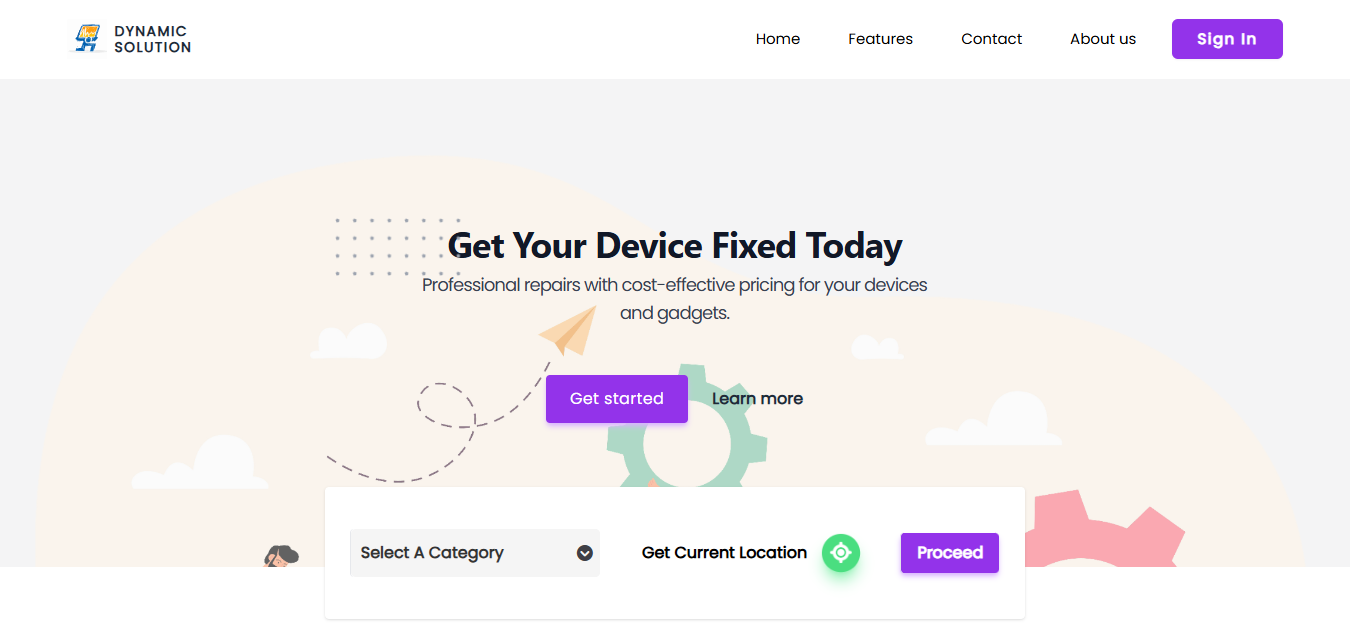 DYNAMIC
SOLUTION
Home
Features
Contact
About us
Sign In
Get Your Device Fixed Today
Professional repairs with cost-effective pricing for your devices
and gadgets.
Get started
Learn more
Select A Category
Get Current Location
Proceed